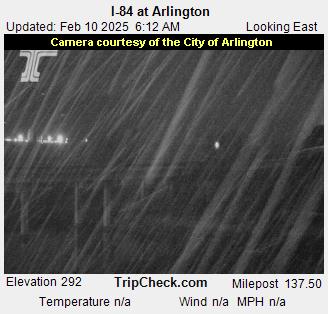 I-84 at Arlington
Updated: Feb 10 2025 6:12 AM Looking East
Camera courtesy of the City of Arlington
Elevation 292 TripCheck.com Milepost 137.50
Temperature n/a Wind n/a MPH n/a